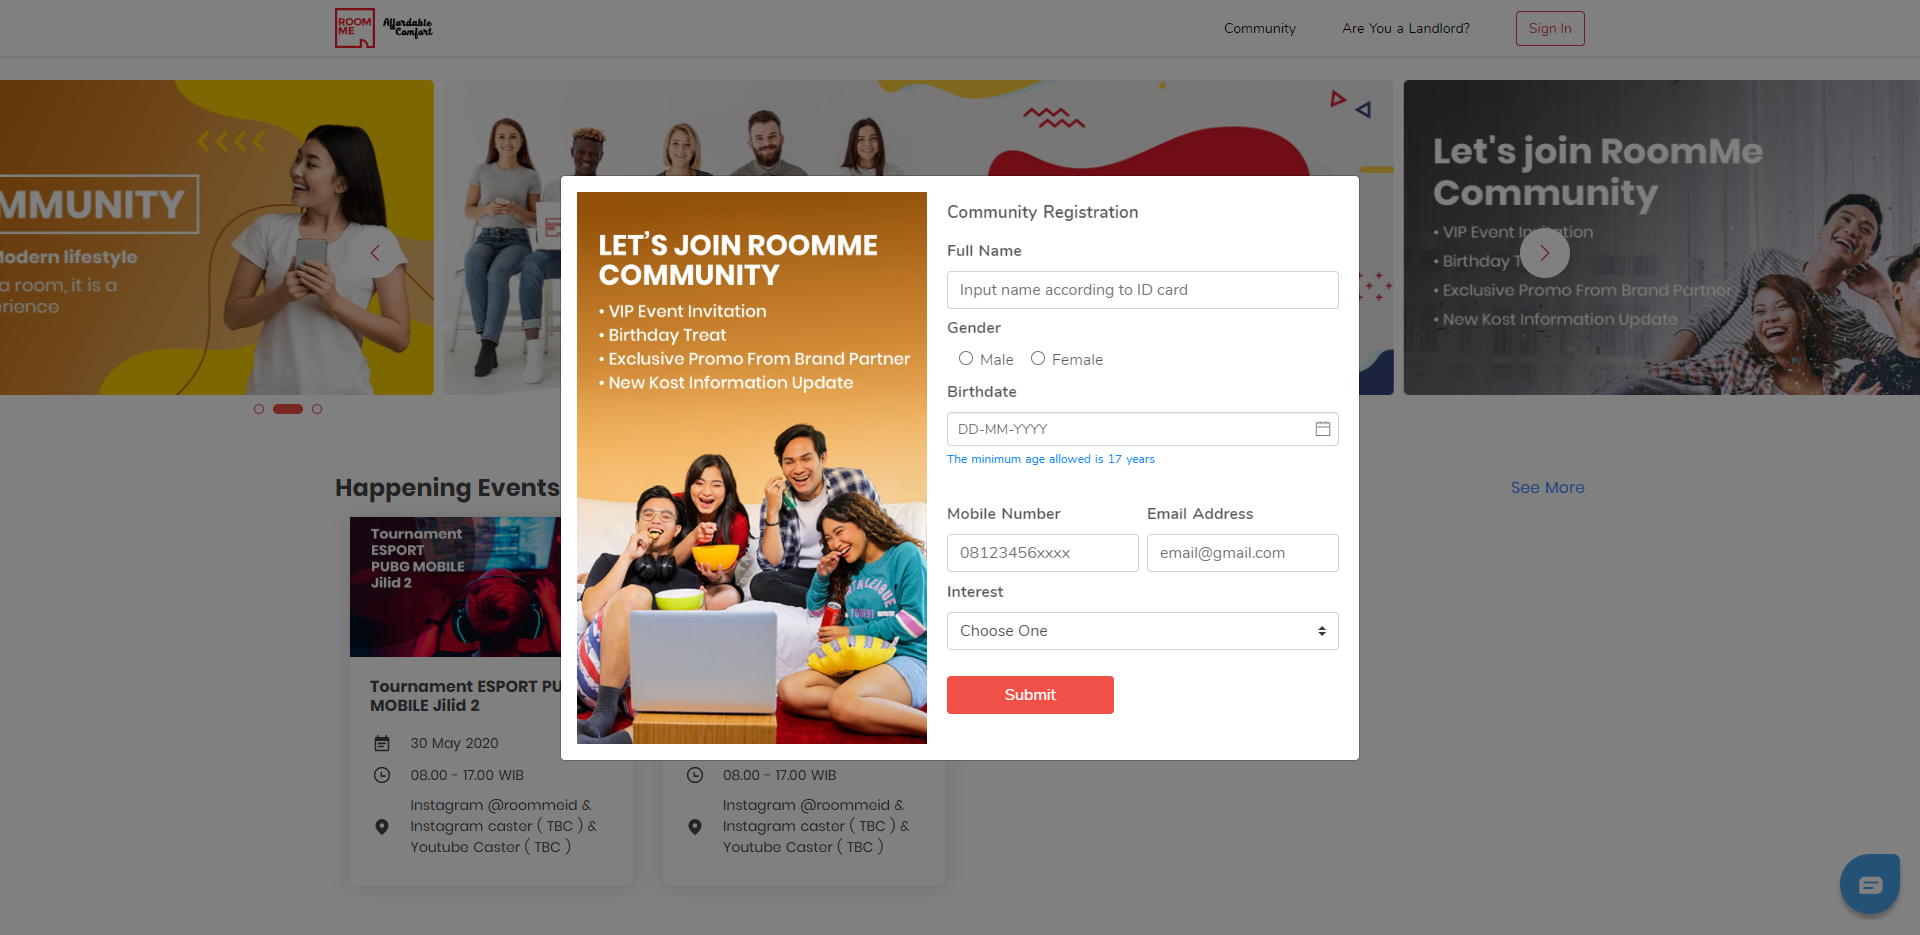 ROOM
ME
Affordable
Comfort
Community
Are You a Landlord?
Sign In
MMUNITY
Modern lifestyle
a room, it is a
erience
Let's join RoomMe
Community
• VIP Event Invitation
• Birthday T
• Exclusive Promo From Brand Partner
• New Kost Information Update
LET'S JOIN ROOMME
COMMUNITY
• VIP Event Invitation
• Birthday Treat
• Exclusive Promo From Brand Partner
• New Kost Information Update
Community Registration
Full Name
Input name according to ID card
Gender
Male
Female
Birthdate
DD-MM-YYYY
The minimum age allowed is 17 years
Mobile Number
Email Address
08123456xxxx
email@gmail.com
Interest
Choose One
Submit
Happening Events
See More
Tournament
ESPORT
PUBG MOBILE
Jilid 2
Tournament ESPORT PU
MOBILE Jilid 2
30 May 2020
08.00 - 17.00 WIB
Instagram @roommeid &
Instagram caster ( TBC ) &
Youtube Caster ( TBC )
08.00 - 17.00 WIB
Instagram @roommeid &
Instagram caster ( TBC ) &
Youtube Caster ( TBC )